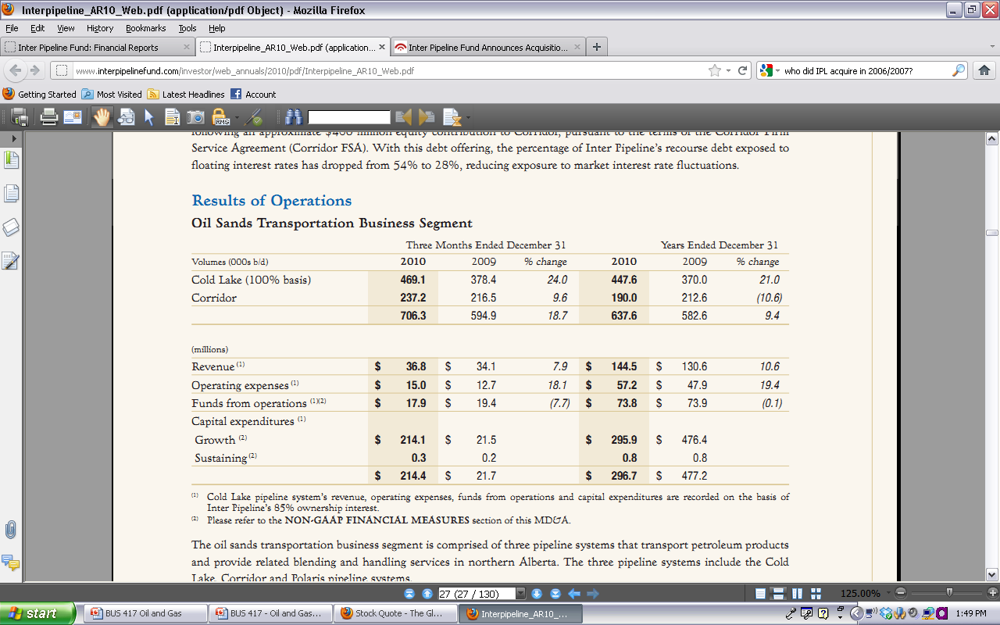 Interpipeline_AR10_Web.pdf (application/pdf Object) - Mozilla Firefox
File Edit View History Bookmarks Tools Help
Inter Pipeline Fund: Financial Reports Interpipeline_AR10_Web.pdf (application... Inter Pipeline Fund Announces Acquisitio...
www.interpipelinefund.com/investor/web_annuals/2010/pdf/Interpipeline_AR10_Web.pdf who did IPL acquire in 2006/2007?
Getting Started Most Visited Latest Headlines Account
RMS
following an approximate $400 million equity contribution to Corridor, pursuant to the terms of the Corridor Firm
Service Agreement (Corridor FSA). With this debt offering, the percentage of Inter Pipeline's recourse debt exposed to
floating interest rates has dropped from 54% to 28%, reducing exposure to market interest rate fluctuations.
Results of Operations
Oil Sands Transportation Business Segment
Three Months Ended December 31 Years Ended December 31
Volumes (000s b/d) 2010 2009 % change 2010 2009 % change
Cold Lake (100% basis) 469.1 378.4 24.0 447.6 370.0 21.0
Corridor 237.2 216.5 9.6 190.0 212.6 (10.6)
706.3 594.9 18.7 637.6 582.6 9.4
(millions)
Revenue (1) $ 36.8 $ 34.1 7.9 $ 144.5 $ 130.6 10.6
Operating expenses (1) $ 15.0 $ 12.7 18.1 $ 57.2 $ 47.9 19.4
Funds from operations (1)(2) $ 17.9 $ 19.4 (7.7) $ 73.8 $ 73.9 (0.1)
Capital expenditures (1)
Growth (2) $ 214.1 $ 21.5 $ 295.9 $ 476.4
Sustaining (2) 0.3 0.2 0.8 0.8
$ 214.4 $ 21.7 $ 296.7 $ 477.2
(1) Cold Lake pipeline system's revenue, operating expenses, funds from operations and capital expenditures are recorded on the basis of
Inter Pipeline's 85% ownership interest.
(2) Please refer to the NON-GAAP FINANCIAL MEASURES section of this MD&A.
The oil sands transportation business segment is comprised of three pipeline systems that transport petroleum products
and provide related blending and handling services in northern Alberta. The three pipeline systems include the Cold
Lake, Corridor and Polaris pipeline systems.
27 (27 / 130) 125.00%
start BUS 417 Oil and Gas BUS 417 - Oil and Gas... Stock Quote - The Gl... Interpipeline_AR10_... 1:49 PM